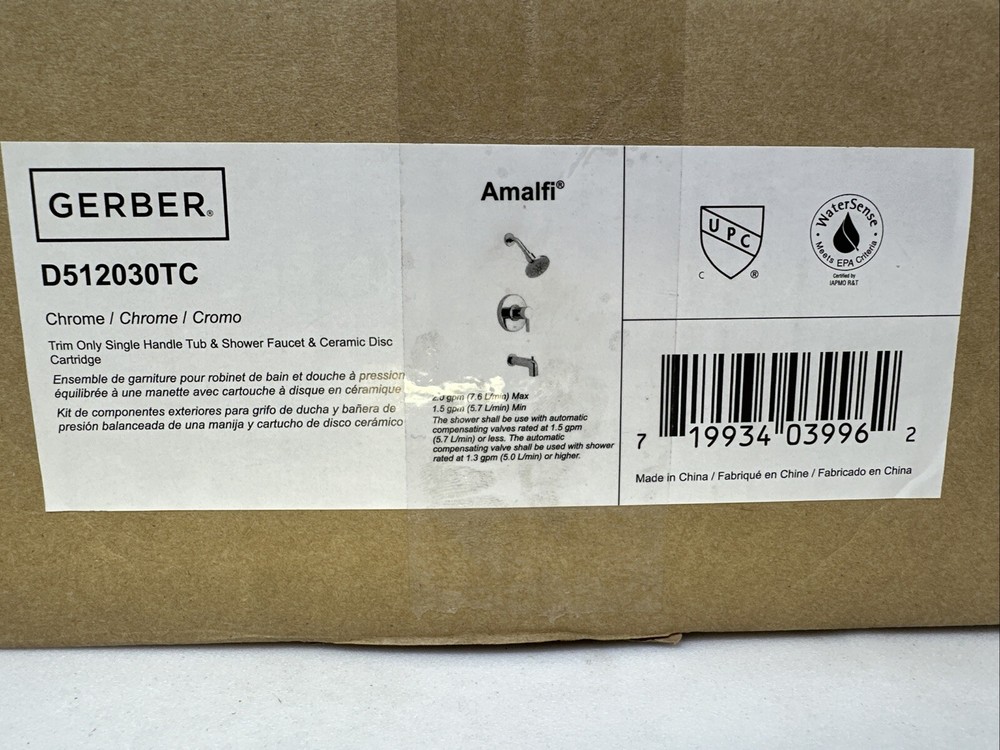 GERBER®
D512030TC
Chrome / Chrome / Cromo
Trim Only Single Handle Tub & Shower Faucet & Ceramic Disc
Cartridge
Ensemble de garniture pour robinet de bain et douche à pression
équilibrée à une manette avec cartouche à disque en céramique
Kit de componentes exteriores para grifo de ducha y bañera de
presión balanceada de una manija y cartucho de disco cerámico
Amalfi®
2.0 gpm (7.6 L/min) Max
1.5 gpm (5.7 L/min) Min
The shower shall be use with automatic
compensating valves rated at 1.5 gpm
(5.7 L/min) or less. The automatic
compensating valve shall be used with shower
rated at 1.3 gpm (5.0 L/min) or higher.
UPC
C ®
WaterSense
Meets EPA Criteria
Certified by
IAPMO R&T
7 19934 03996 2
Made in China / Fabriqué en Chine / Fabricado en China